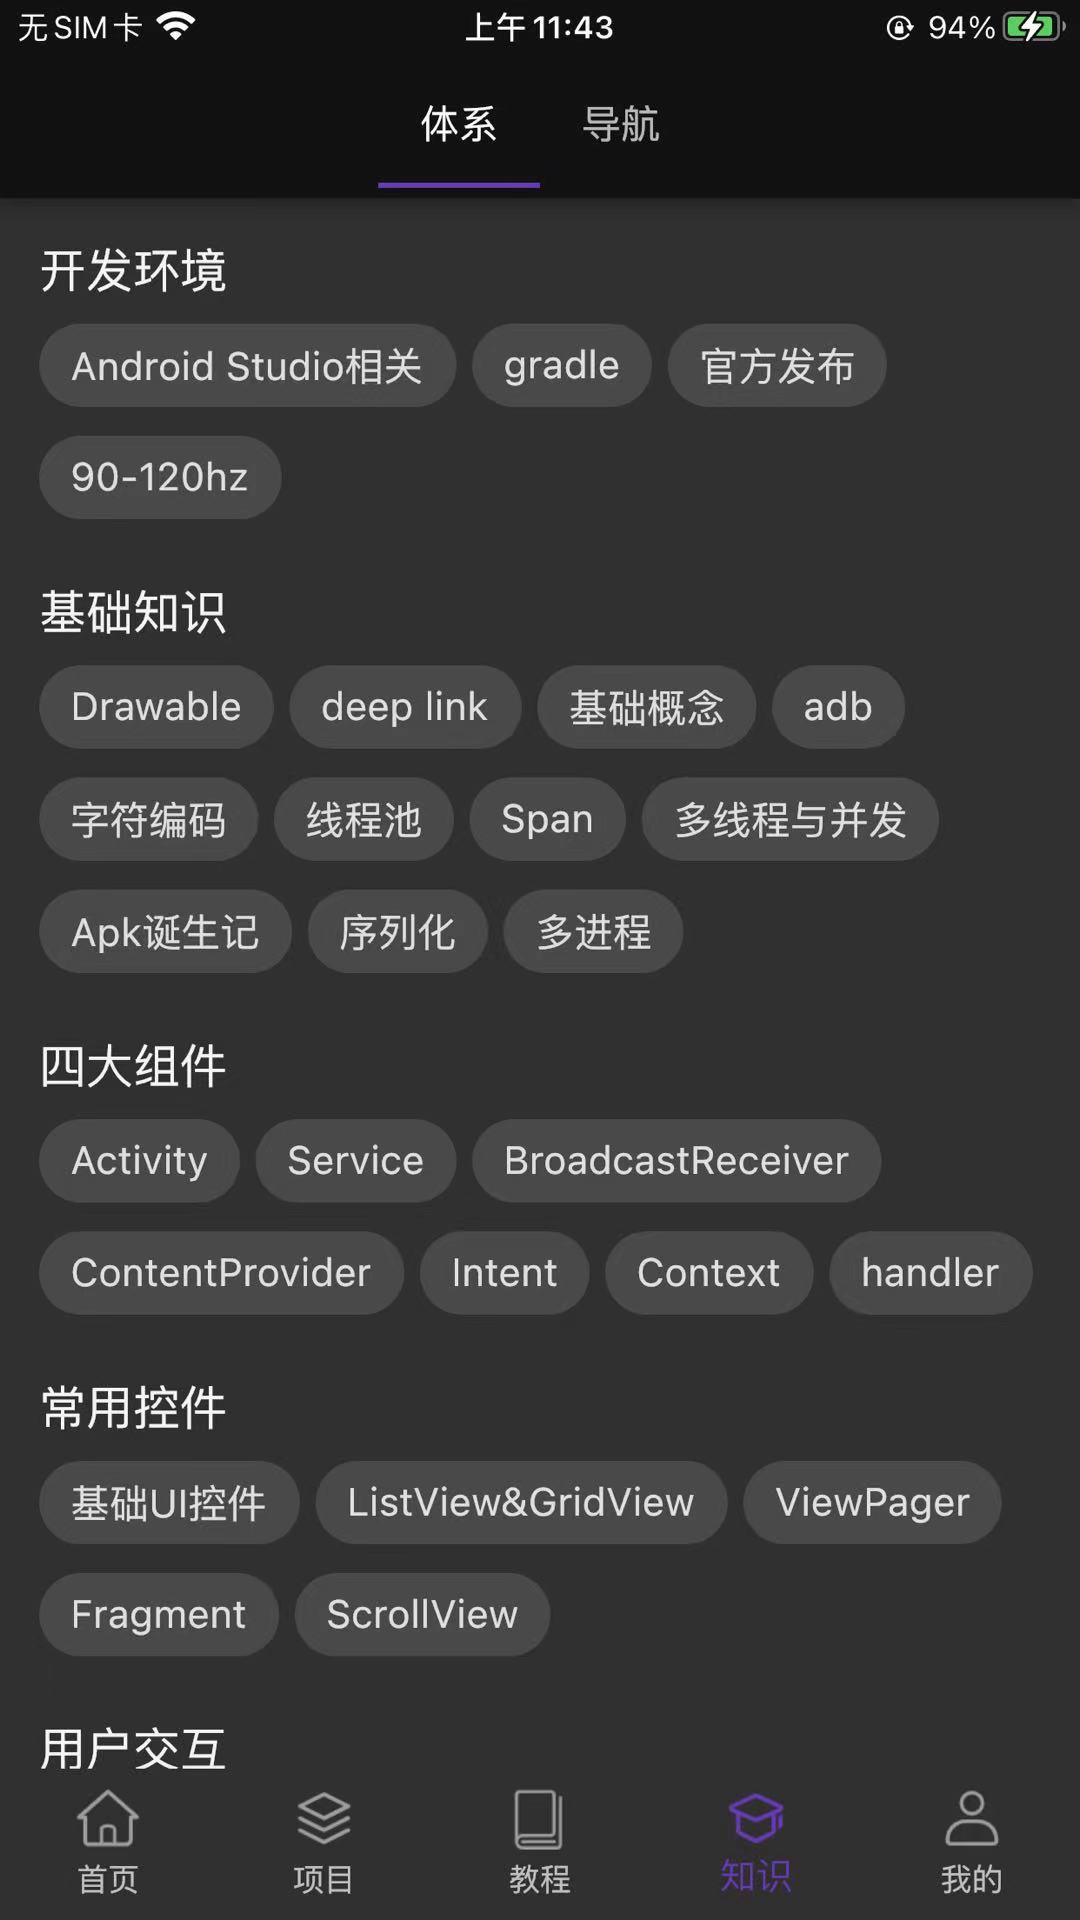 无SIM卡 上午11:43 94%
体系 导航
开发环境
Android Studio相关 gradle 官方发布
90-120hz
基础知识
Drawable deep link 基础概念 adb
字符编码 线程池 Span 多线程与并发
Apk诞生记 序列化 多进程
四大组件
Activity Service BroadcastReceiver
ContentProvider Intent Context handler
常用控件
基础UI控件 ListView&GridView ViewPager
Fragment ScrollView
用户交互
首页 项目 教程 知识 我的